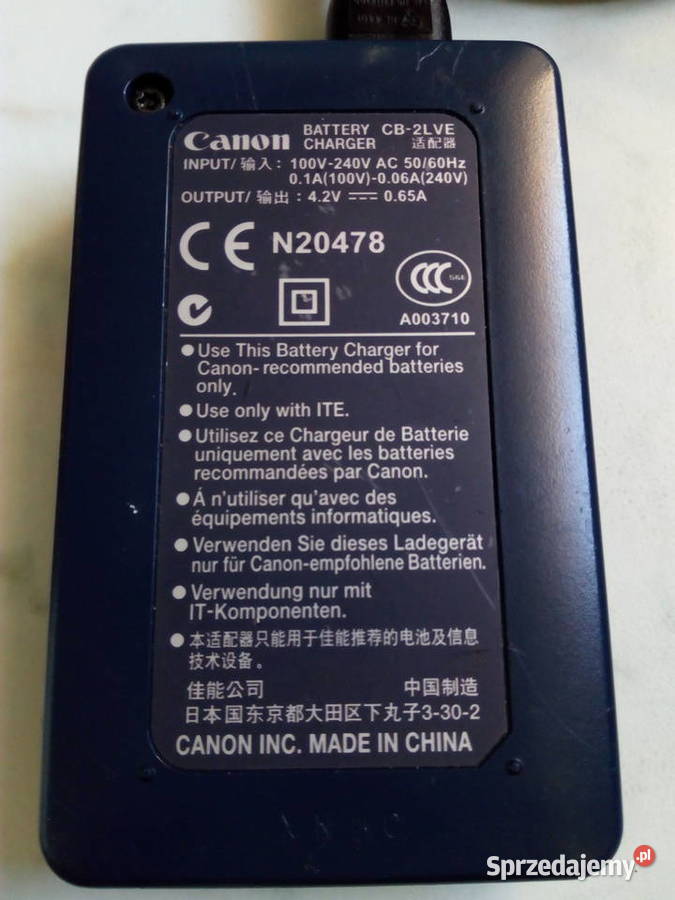 Canon BATTERY CHARGER CB-2LVE 适配器
INPUT/输入: 100V-240V AC 50/60Hz
0.1A(100V)-0.06A(240V)
OUTPUT/输出: 4.2V ⎓ 0.65A
CE N20478
CCC S&E
A003710
●Use This Battery Charger for
Canon-recommended batteries
only.
●Use only with ITE.
●Utilisez ce Chargeur de Batterie
uniquement avec les batteries
recommandées par Canon.
●Á n'utiliser qu'avec des
équipements informatiques.
●Verwenden Sie dieses Ladegerät
nur für Canon-empfohlene Batterien.
●Verwendung nur mit
IT-Komponenten.
●本适配器只能用于佳能推荐的电池及信息
技术设备。
佳能公司 中国制造
日本国东京都大田区下丸子3-30-2
CANON INC. MADE IN CHINA
Sprzedajemy.pl